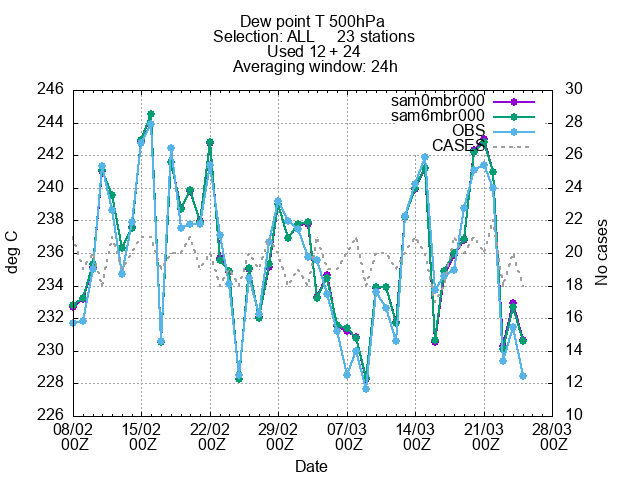 Dew point T 500hPa
Selection: ALL 23 stations
Used 12 + 24
Averaging window: 24h
246 30
sam0mbr000
sam6mbr000
OBS
CASES
244 28
242 26
240 24
238 22
236 20
234 18
232 16
230 14
228 12
226 10
deg C
No cases
08/02 15/02 22/02 29/02 07/03 14/03 21/03 28/03
00Z 00Z 00Z 00Z 00Z 00Z 00Z 00Z
Date